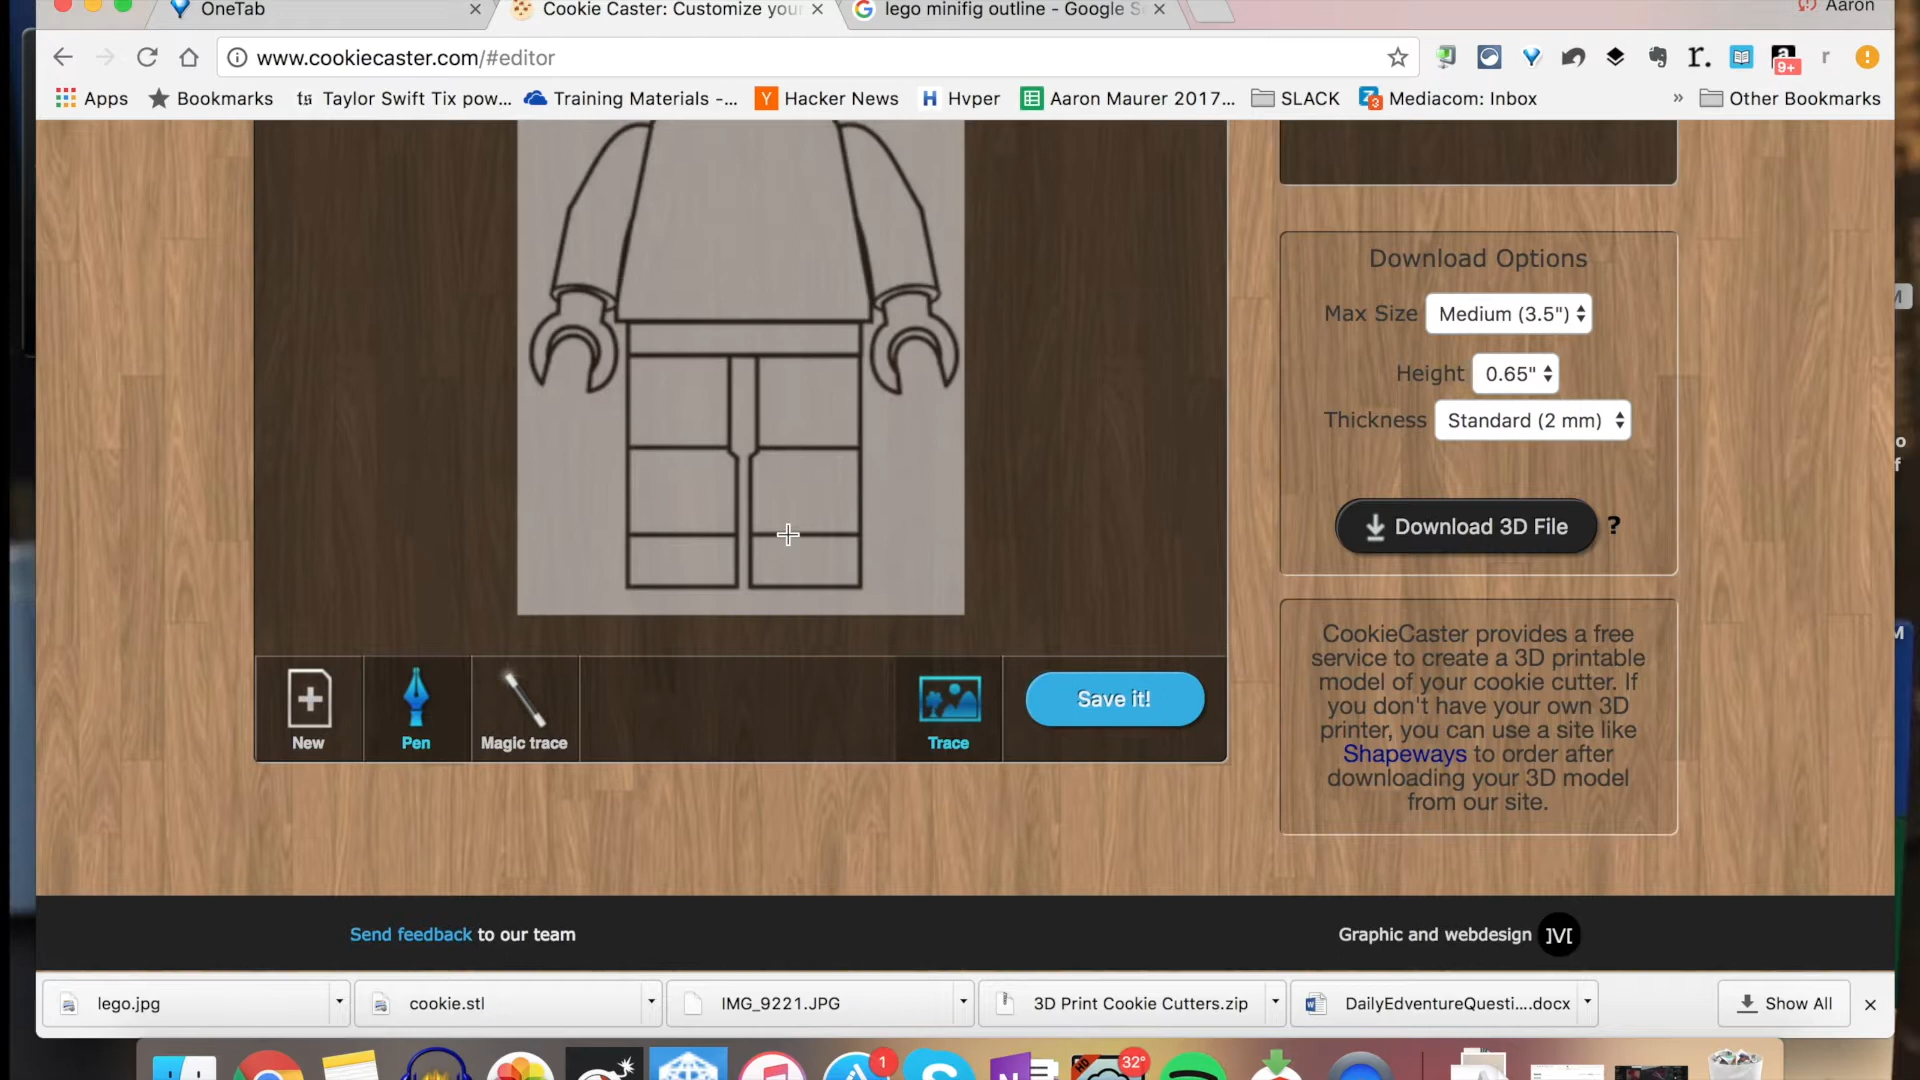 OneTab
Cookie Caster: Customize your
lego minifig outline - Google S
Aaron
www.cookiecaster.com/#editor
r.
a
9+
r
Apps
Bookmarks
ts Taylor Swift Tix pow...
Training Materials -...
Y Hacker News
H Hvper
Aaron Maurer 2017...
SLACK
3 Mediacom: Inbox
»
Other Bookmarks
Download Options
Max Size Medium (3.5")
Height 0.65"
Thickness Standard (2 mm)
Download 3D File ?
CookieCaster provides a free
service to create a 3D printable
model of your cookie cutter. If
you don't have your own 3D
printer, you can use a site like
Shapeways to order after
downloading your 3D model
from our site.
New
Pen
Magic trace
Trace
Save it!
Send feedback to our team
Graphic and webdesign ]V[
lego.jpg
cookie.stl
IMG_9221.JPG
3D Print Cookie Cutters.zip
DailyEdventureQuesti....docx
Show All
1
N
32°